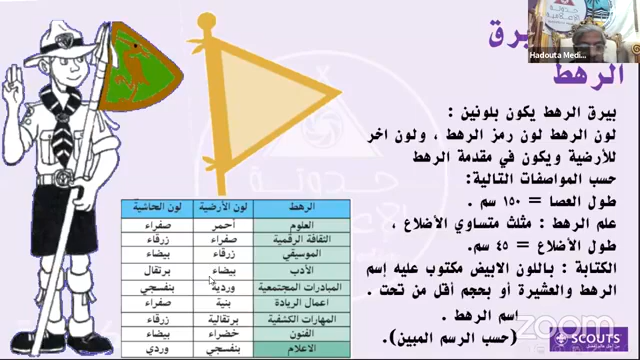 بيرق
الرهط
Hadouta Medi...
بيرق الرهط يكون بلونين :
لون الرهط لون رمز الرهط ، ولون اخر
للأرضية ويكون في مقدمة الرهط
حسب المواصفات التالية:
طول العصا = ١٥٠ سم .
علم الرهط : مثلث متساوي الأضلاع ،
طول الأضلاع = ٤٥ سم.
الكتابة : باللون الابيض مكتوب عليه إسم
الرهط والعشيرة أو بحجم أقل من تحت .
اسم الرهط .
(حسب الرسم المبين).
الرهط لون الأرضية لون الحاشية
العلوم أحمر صفراء
الثقافة الرقمية صفراء زرقاء
الموسيقي زرقاء بيضاء
الأدب بيضاء برتقال
المبادرات المجتمعية وردية بنفسجي
اعمال الريادة بنية صفراء
المهارات الكشفية برتقالية زرقاء
الفنون خضراء بيضاء
الاعلام بنفسجي وردي
zoom
SCOUTS